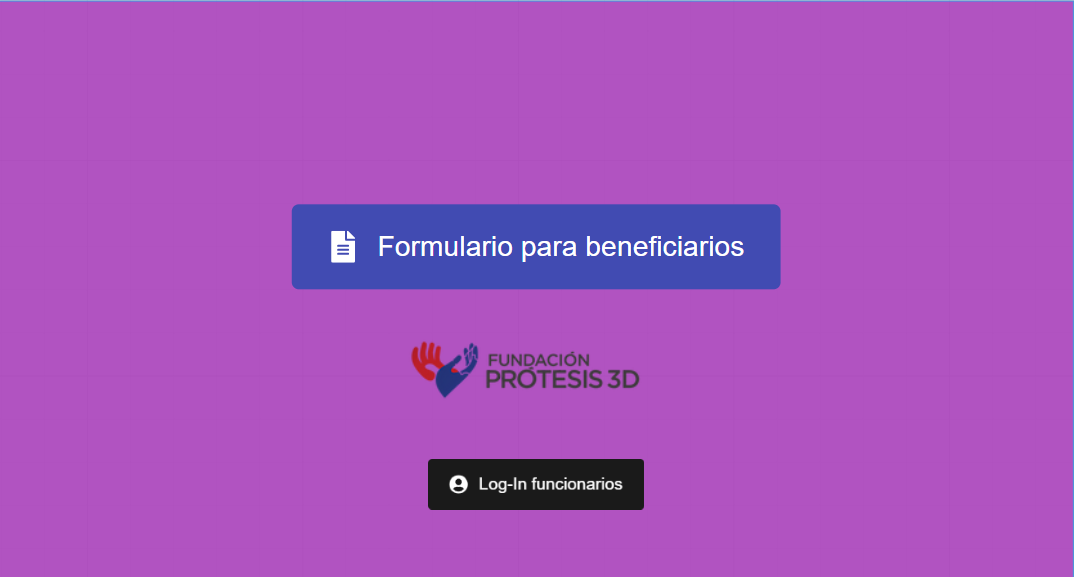 Formulario para beneficiarios
FUNDACIÓN
PRÓTESIS 3D
Log-In funcionarios